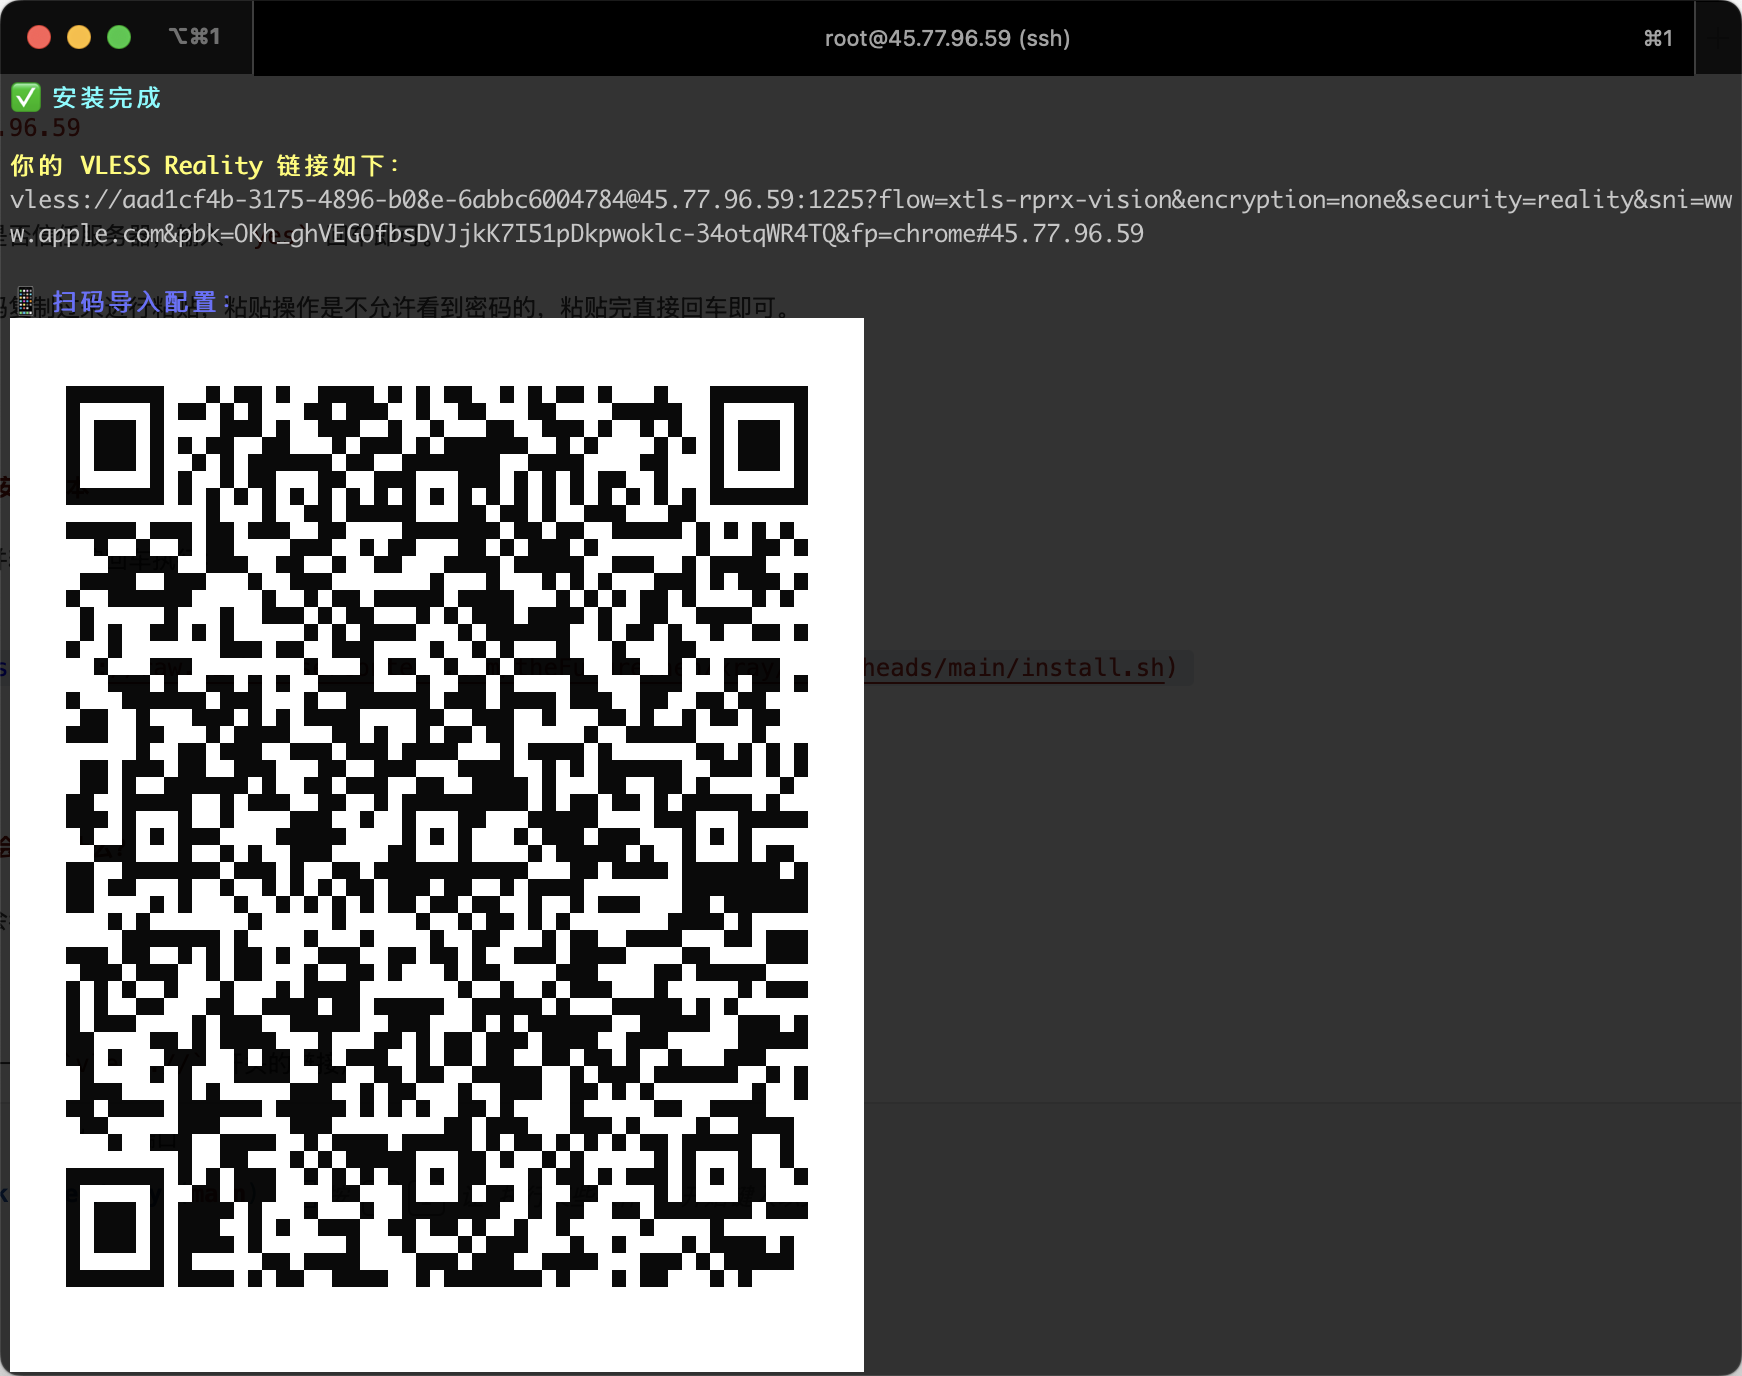 ⌥⌘1
root@45.77.96.59 (ssh)
⌘1
✅ 安装完成
.96.59
你的 VLESS Reality 链接如下：
vless://aad1cf4b-3175-4896-b08e-6abbc6004784@45.77.96.59:1225?flow=xtls-rprx-vision&encryption=none&security=reality&sni=ww
w.apple.com&pbk=OKh_ghVEGOfbsDVJjkK7I51pDkpwoklc-34otqWR4TQ&fp=chrome#45.77.96.59
📱 扫码导入配置：
粘贴操作是不允许看到密码的，粘贴完直接回车即可。
heads/main/install.sh)